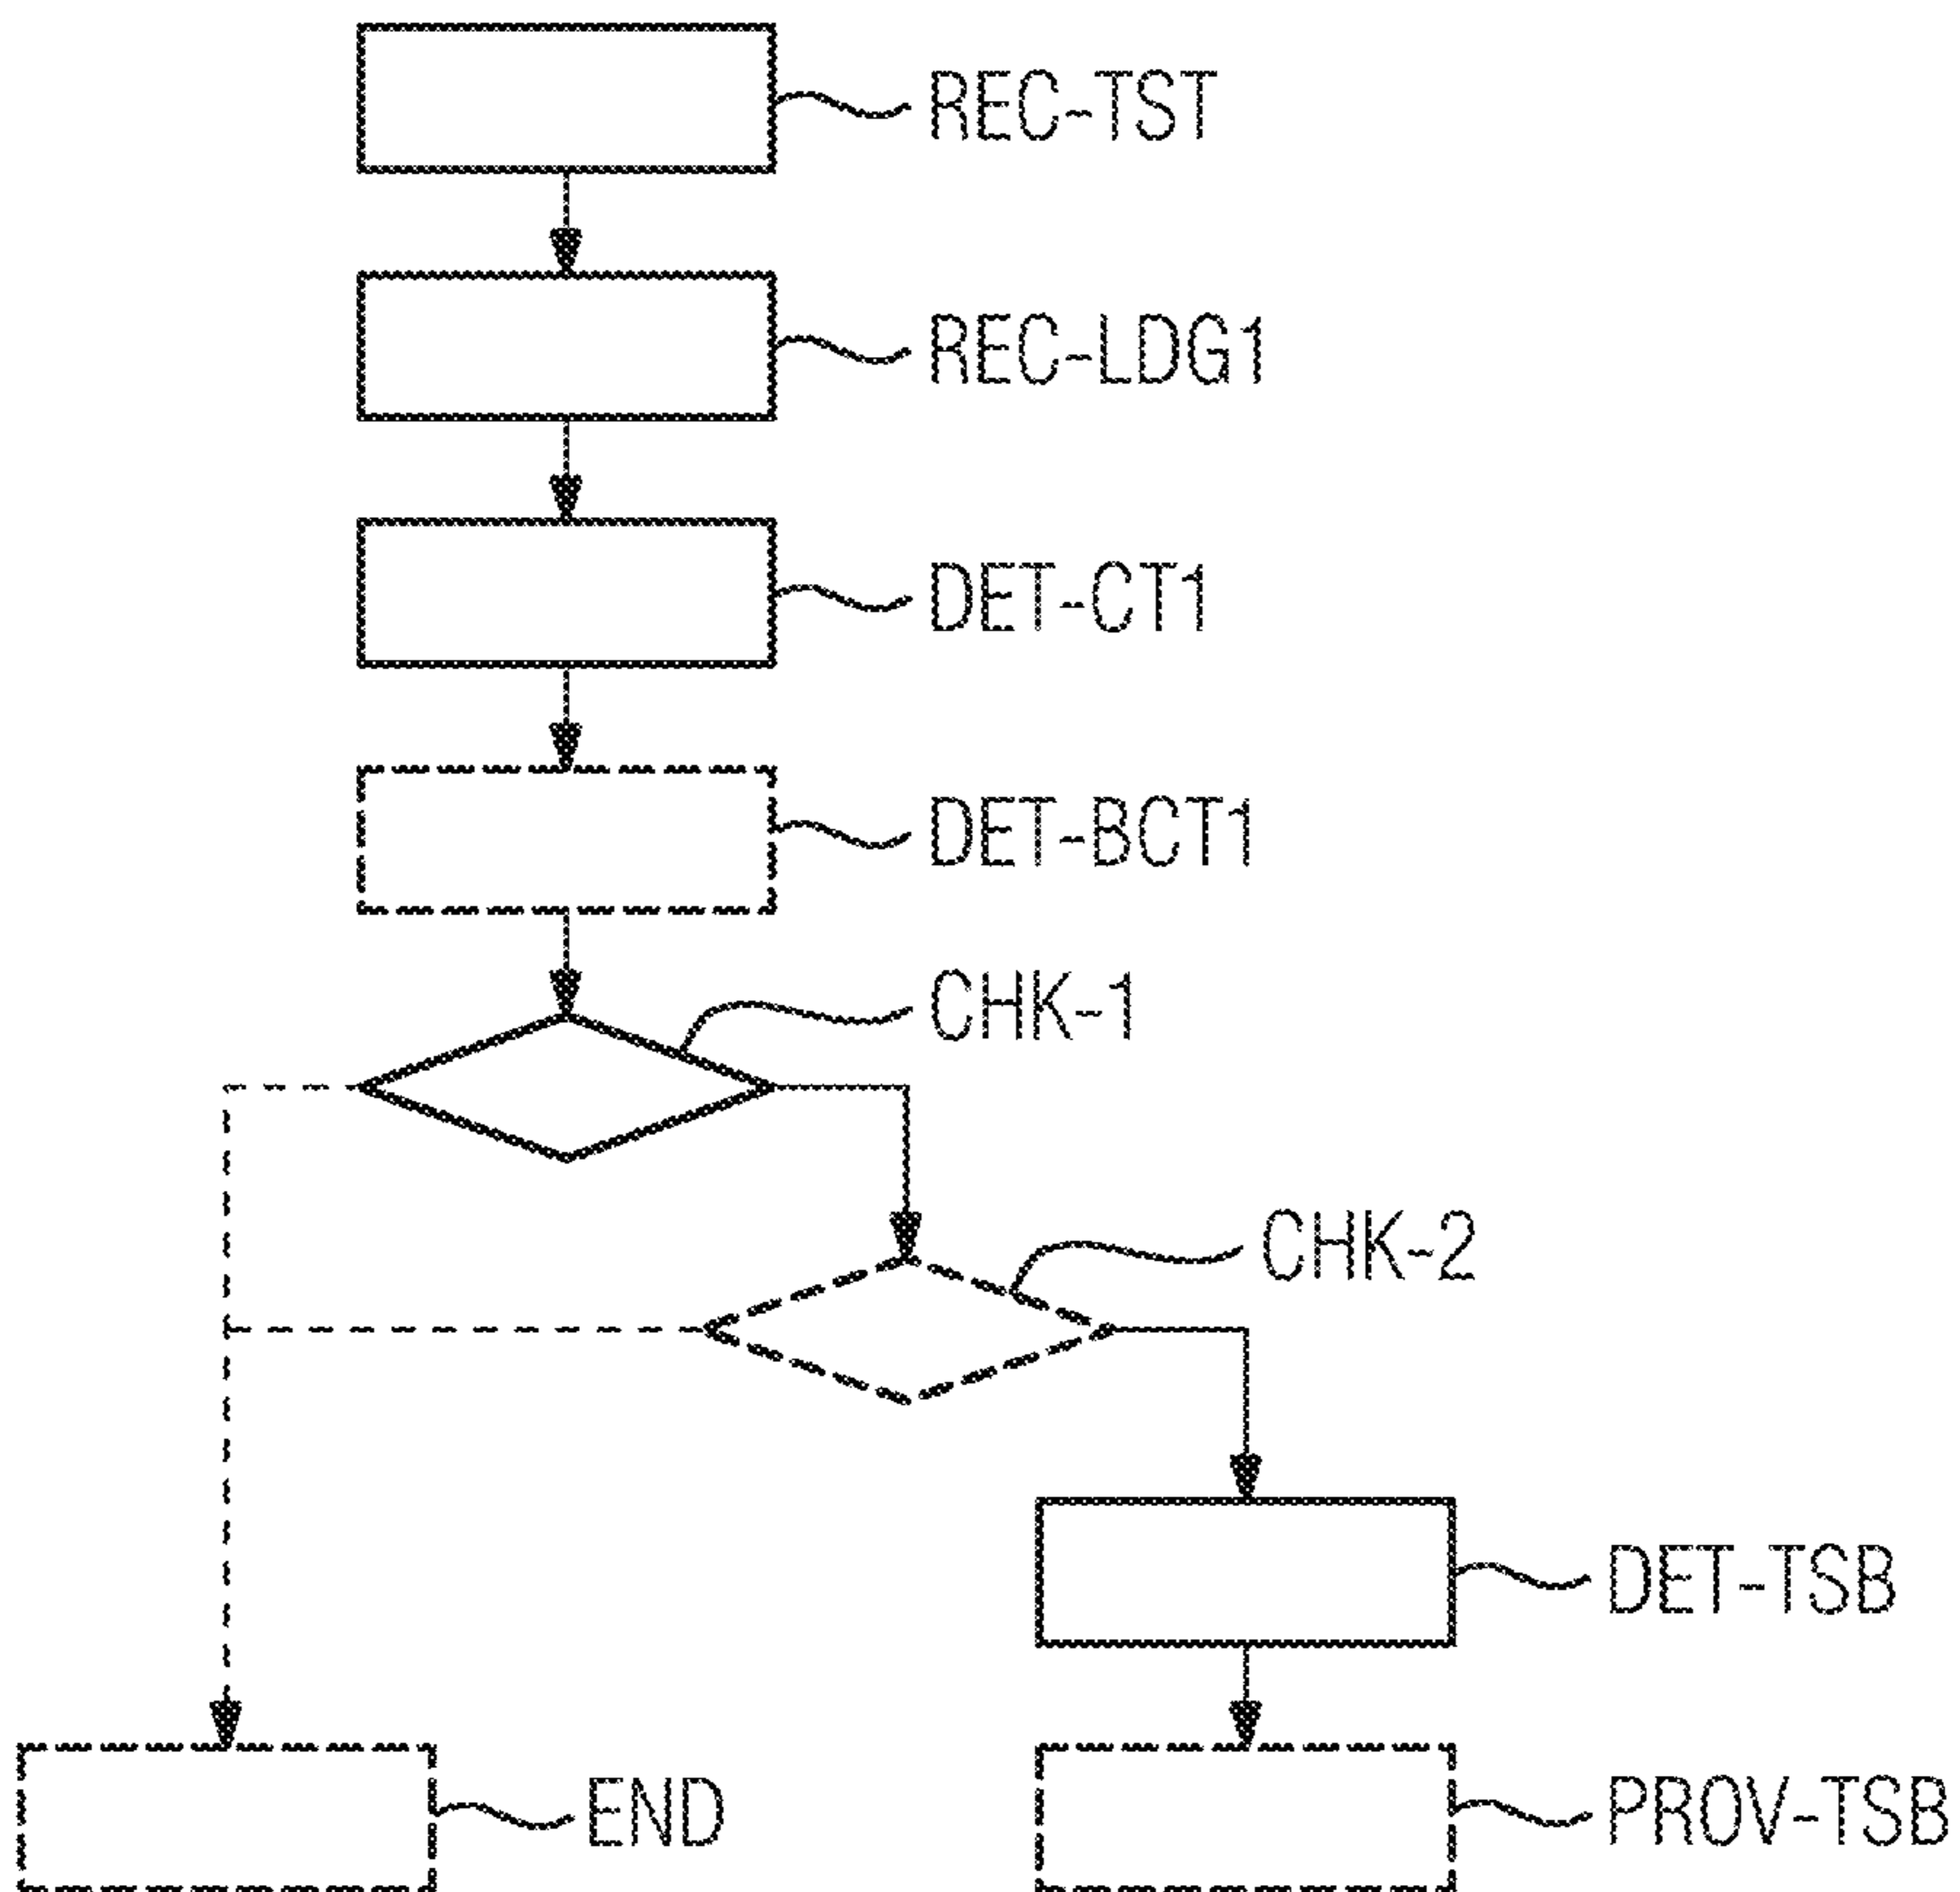 REC-TST
REC-LDG1
DET-CT1
DET-BCT1
CHK-1
CHK-2
DET-TSB
END
PROV-TSB